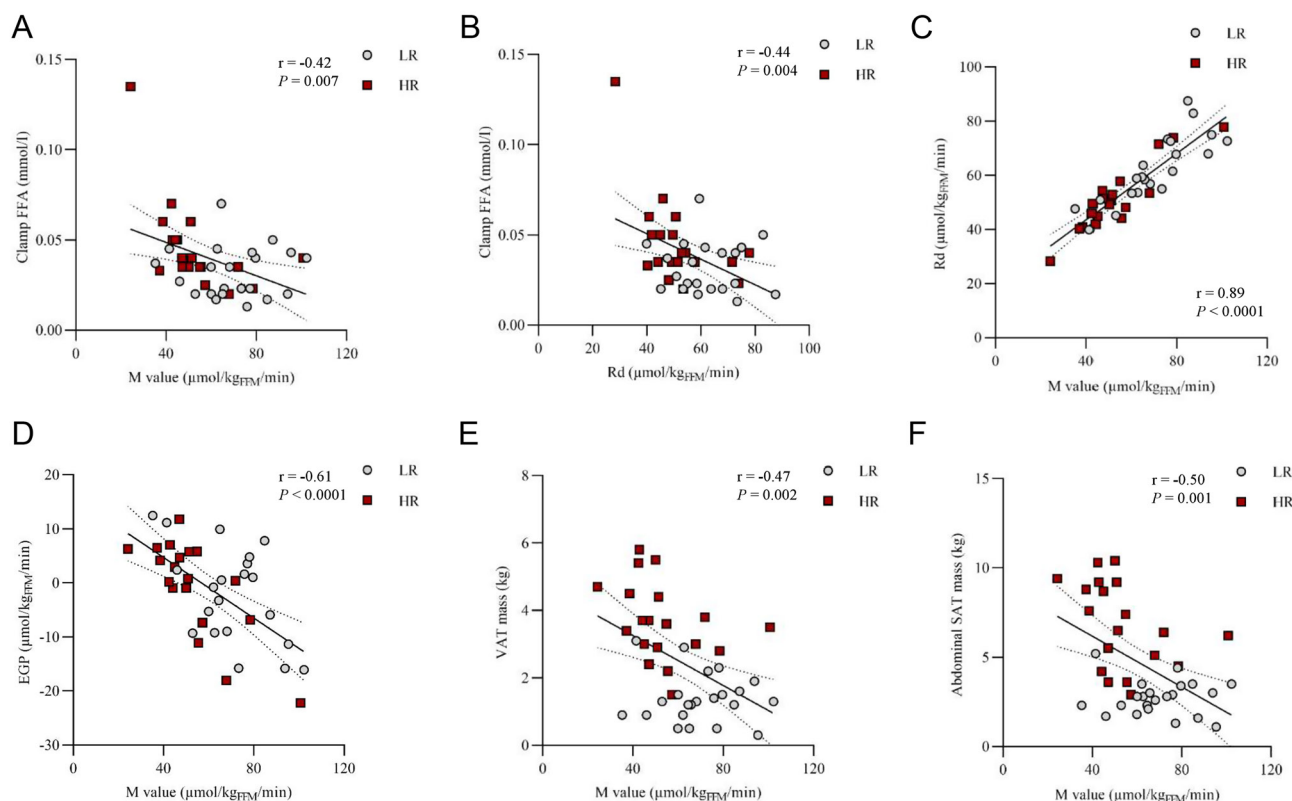 A
r = -0.42
P = 0.007
LR
HR
0.15
0.10
0.05
0.00
Clamp FFA (mmol/l)
0
40
80
120
M value (μmol/kgFFM/min)
B
r = -0.44
P = 0.004
LR
HR
0.15
0.10
0.05
0.00
Clamp FFA (mmol/l)
0
20
40
60
80
100
Rd (μmol/kgFFM/min)
C
LR
HR
100
80
60
40
20
0
Rd (μmol/kgFFM/min)
r = 0.89
P < 0.0001
0
40
80
120
M value (μmol/kgFFM/min)
D
r = -0.61
P < 0.0001
LR
HR
20
10
0
-10
-20
-30
EGP (μmol/kgFFM/min)
0
40
80
120
M value (μmol/kgFFM/min)
E
r = -0.47
P = 0.002
LR
HR
8
6
4
2
0
VAT mass (kg)
0
40
80
120
M value (μmol/kgFFM/min)
F
r = -0.50
P = 0.001
LR
HR
15
10
5
0
Abdominal SAT mass (kg)
0
40
80
120
M value (μmol/kgFFM/min)